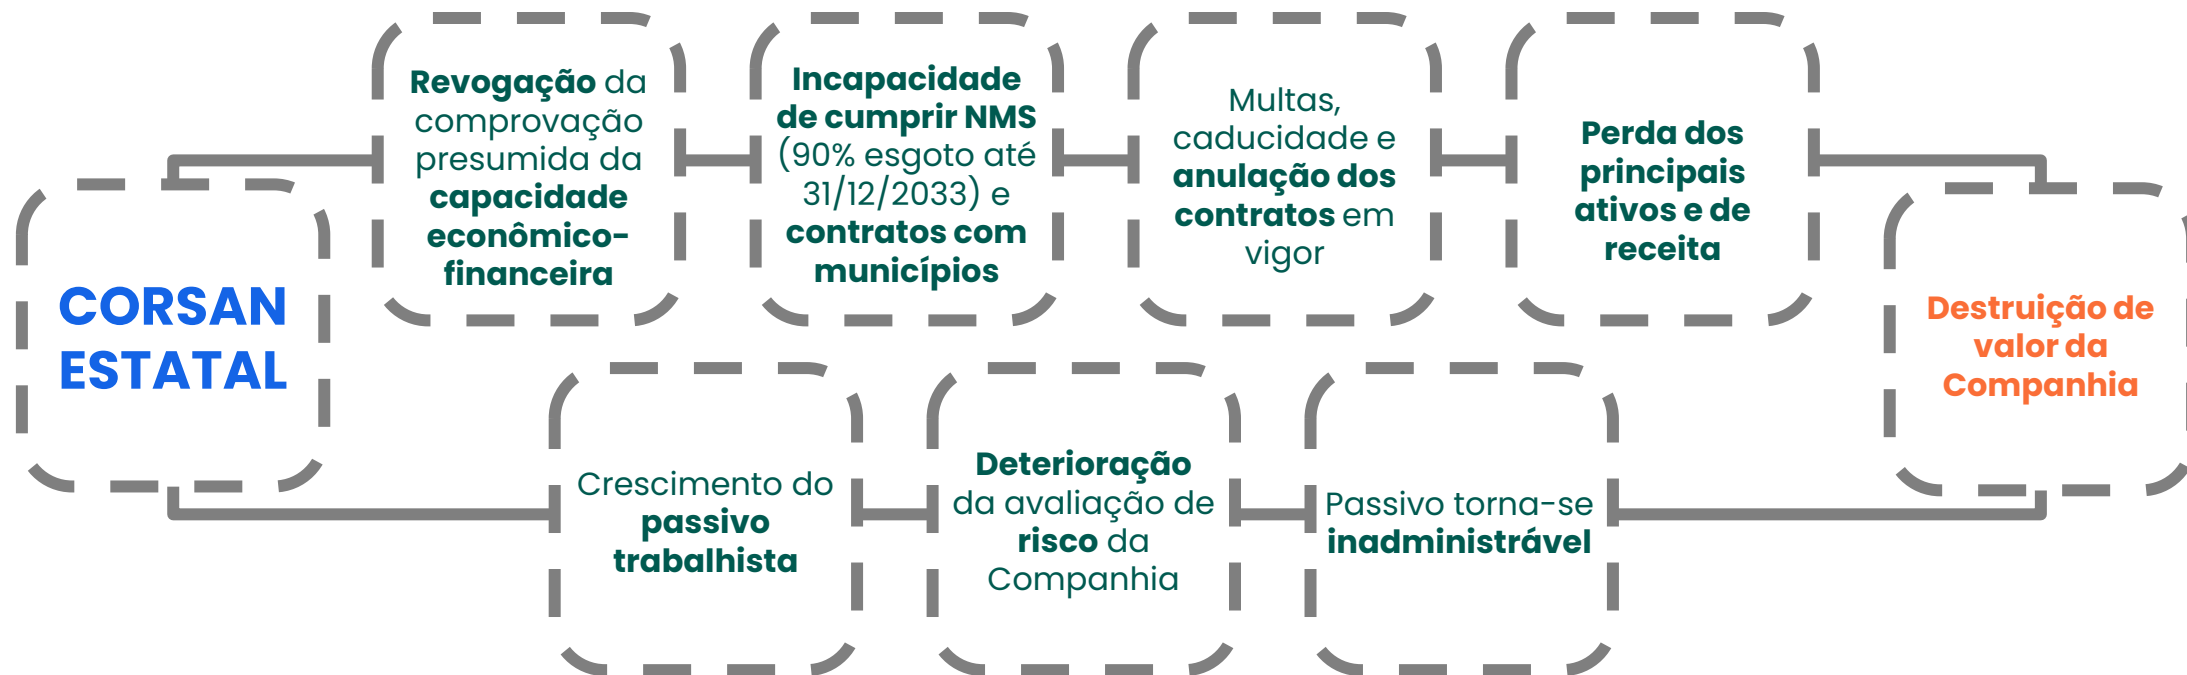 CORSAN
ESTATAL
Revogação da
comprovação
presumida da
capacidade
econômico-
financeira
Incapacidade
de cumprir NMS
(90% esgoto até
31/12/2033) e
contratos com
municípios
Multas,
caducidade e
anulação dos
contratos em
vigor
Perda dos
principais
ativos e de
receita
Crescimento do
passivo
trabalhista
Deterioração
da avaliação de
risco da
Companhia
Passivo torna-se
inadministrável
Destruição de
valor da
Companhia